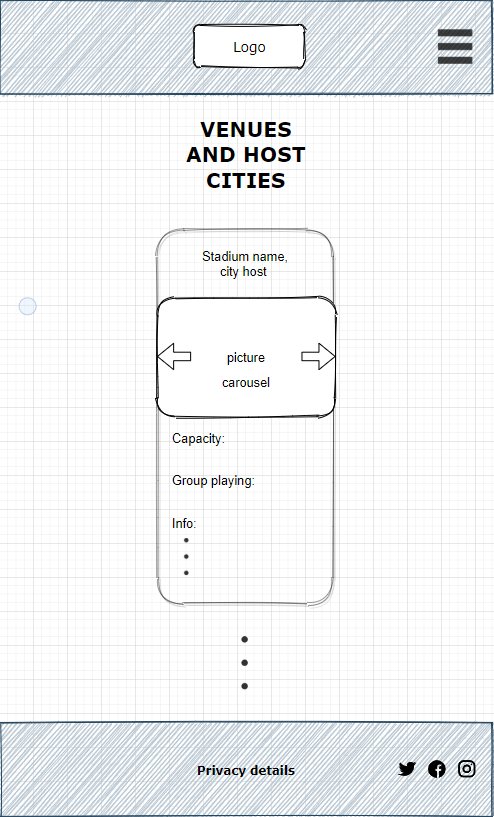 Logo
VENUES
AND HOST
CITIES
Stadium name,
city host
picture
carousel
Capacity:
Group playing:
Info:
Privacy details